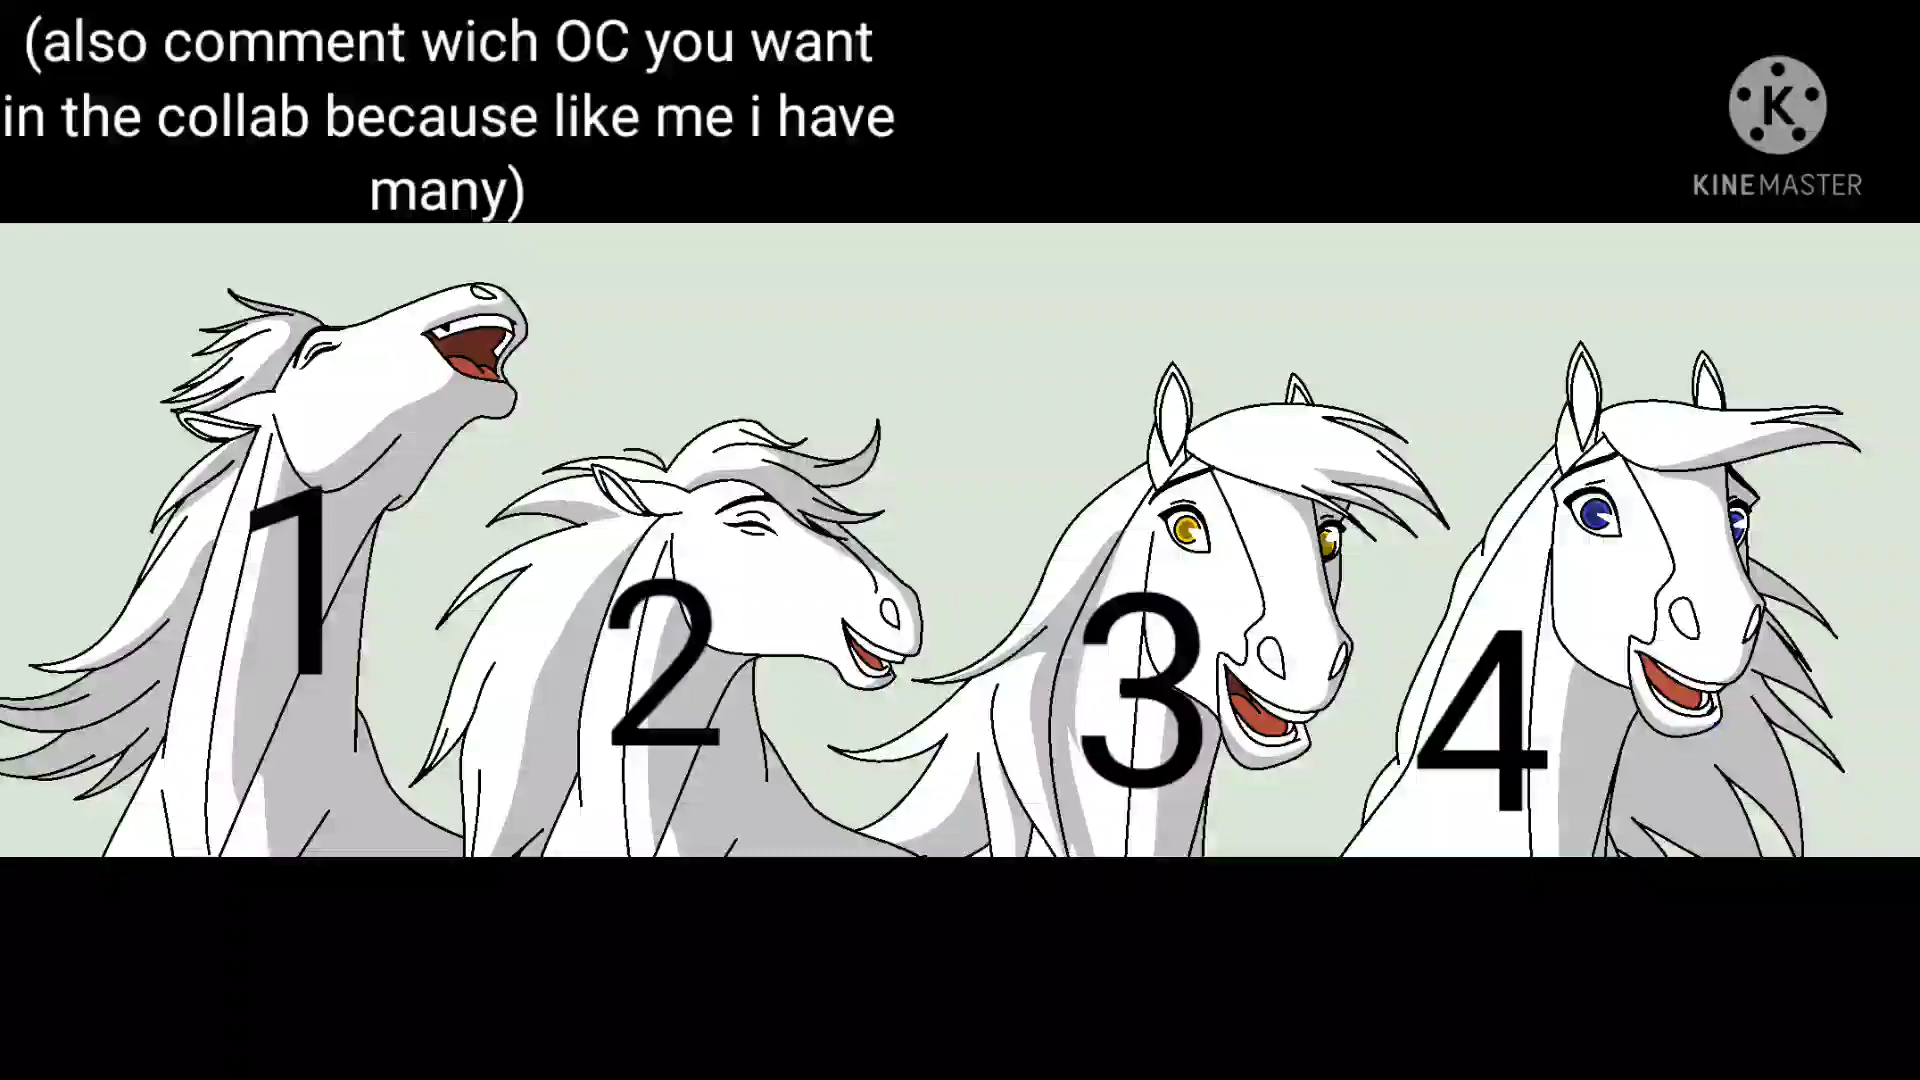 (also comment wich OC you want
in the collab because like me i have
many)
K
KINEMASTER
1
2
3
4